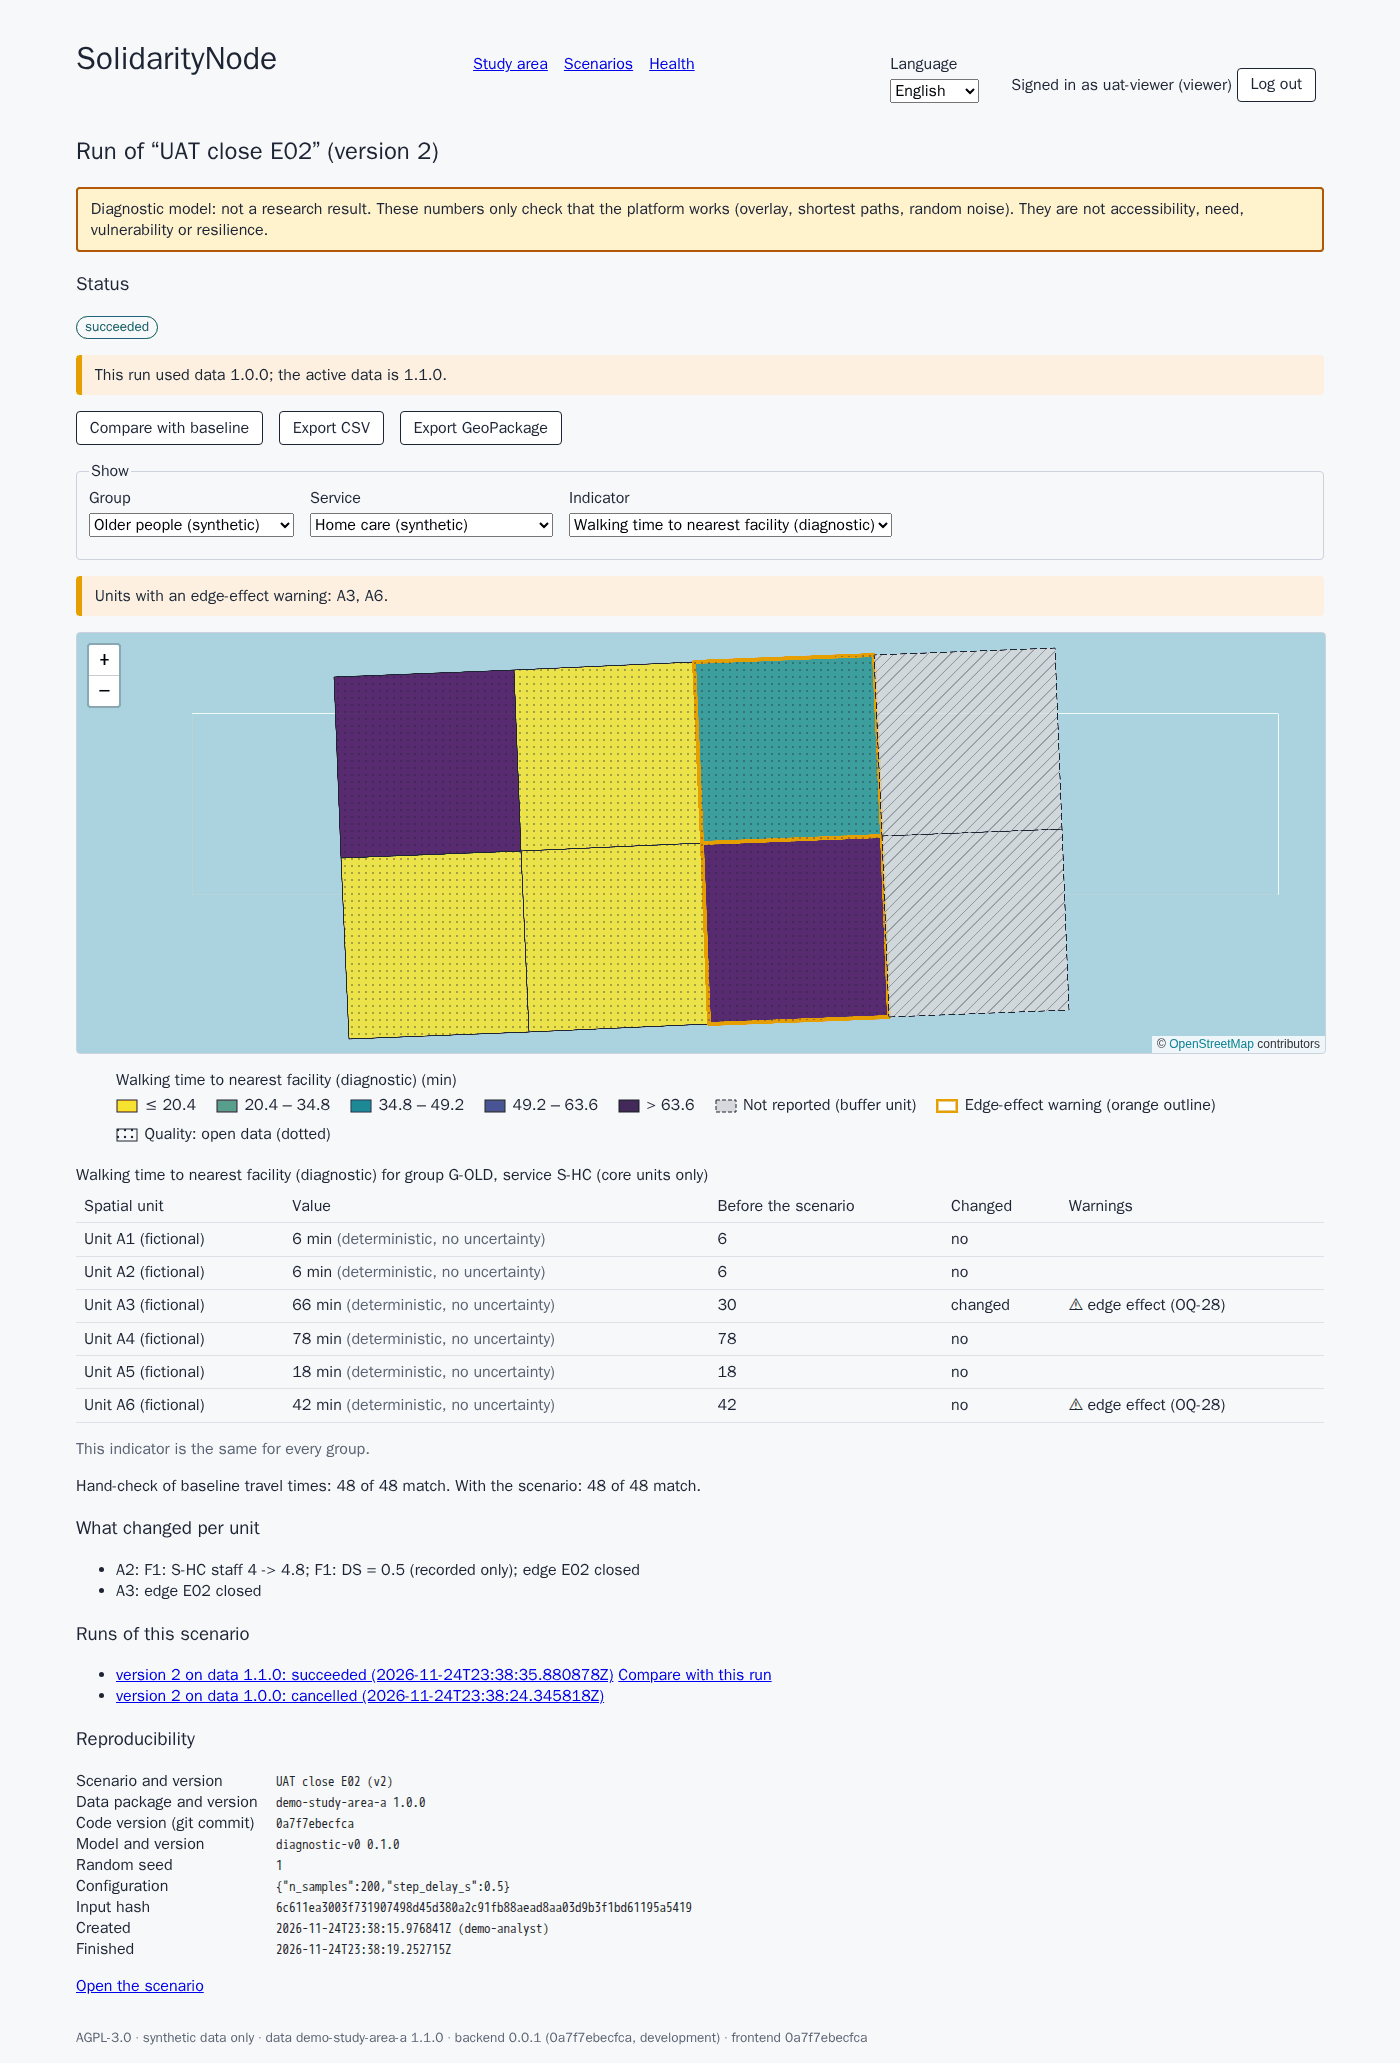 SolidarityNode
Study area Scenarios Health
Language
English
Signed in as uat-viewer (viewer) Log out
Run of “UAT close E02” (version 2)
Diagnostic model: not a research result. These numbers only check that the platform works (overlay, shortest paths, random noise). They are not accessibility, need,
vulnerability or resilience.
Status
succeeded
This run used data 1.0.0; the active data is 1.1.0.
Compare with baseline Export CSV Export GeoPackage
Show
Group Service Indicator
Older people (synthetic) Home care (synthetic) Walking time to nearest facility (diagnostic)
Units with an edge-effect warning: A3, A6.
+
−
© OpenStreetMap contributors
Walking time to nearest facility (diagnostic) (min)
≤ 20.4 20.4 – 34.8 34.8 – 49.2 49.2 – 63.6 > 63.6 Not reported (buffer unit) Edge-effect warning (orange outline)
Quality: open data (dotted)
Walking time to nearest facility (diagnostic) for group G-OLD, service S-HC (core units only)
Spatial unit Value Before the scenario Changed Warnings
Unit A1 (fictional) 6 min (deterministic, no uncertainty) 6 no
Unit A2 (fictional) 6 min (deterministic, no uncertainty) 6 no
Unit A3 (fictional) 66 min (deterministic, no uncertainty) 30 changed ⚠ edge effect (OQ-28)
Unit A4 (fictional) 78 min (deterministic, no uncertainty) 78 no
Unit A5 (fictional) 18 min (deterministic, no uncertainty) 18 no
Unit A6 (fictional) 42 min (deterministic, no uncertainty) 42 no ⚠ edge effect (OQ-28)
This indicator is the same for every group.
Hand-check of baseline travel times: 48 of 48 match. With the scenario: 48 of 48 match.
What changed per unit
• A2: F1: S-HC staff 4 -> 4.8; F1: DS = 0.5 (recorded only); edge E02 closed
• A3: edge E02 closed
Runs of this scenario
• version 2 on data 1.1.0: succeeded (2026-11-24T23:38:35.880878Z) Compare with this run
• version 2 on data 1.0.0: cancelled (2026-11-24T23:38:24.345818Z)
Reproducibility
Scenario and version UAT close E02 (v2)
Data package and version demo-study-area-a 1.0.0
Code version (git commit) 0a7f7ebecfca
Model and version diagnostic-v0 0.1.0
Random seed 1
Configuration {"n_samples":200,"step_delay_s":0.5}
Input hash 6c611ea3003f731907498d45d380a2c91fb88aead8aa03d9b3f1bd61195a5419
Created 2026-11-24T23:38:15.976841Z (demo-analyst)
Finished 2026-11-24T23:38:19.252715Z
Open the scenario
AGPL-3.0 · synthetic data only · data demo-study-area-a 1.1.0 · backend 0.0.1 (0a7f7ebecfca, development) · frontend 0a7f7ebecfca